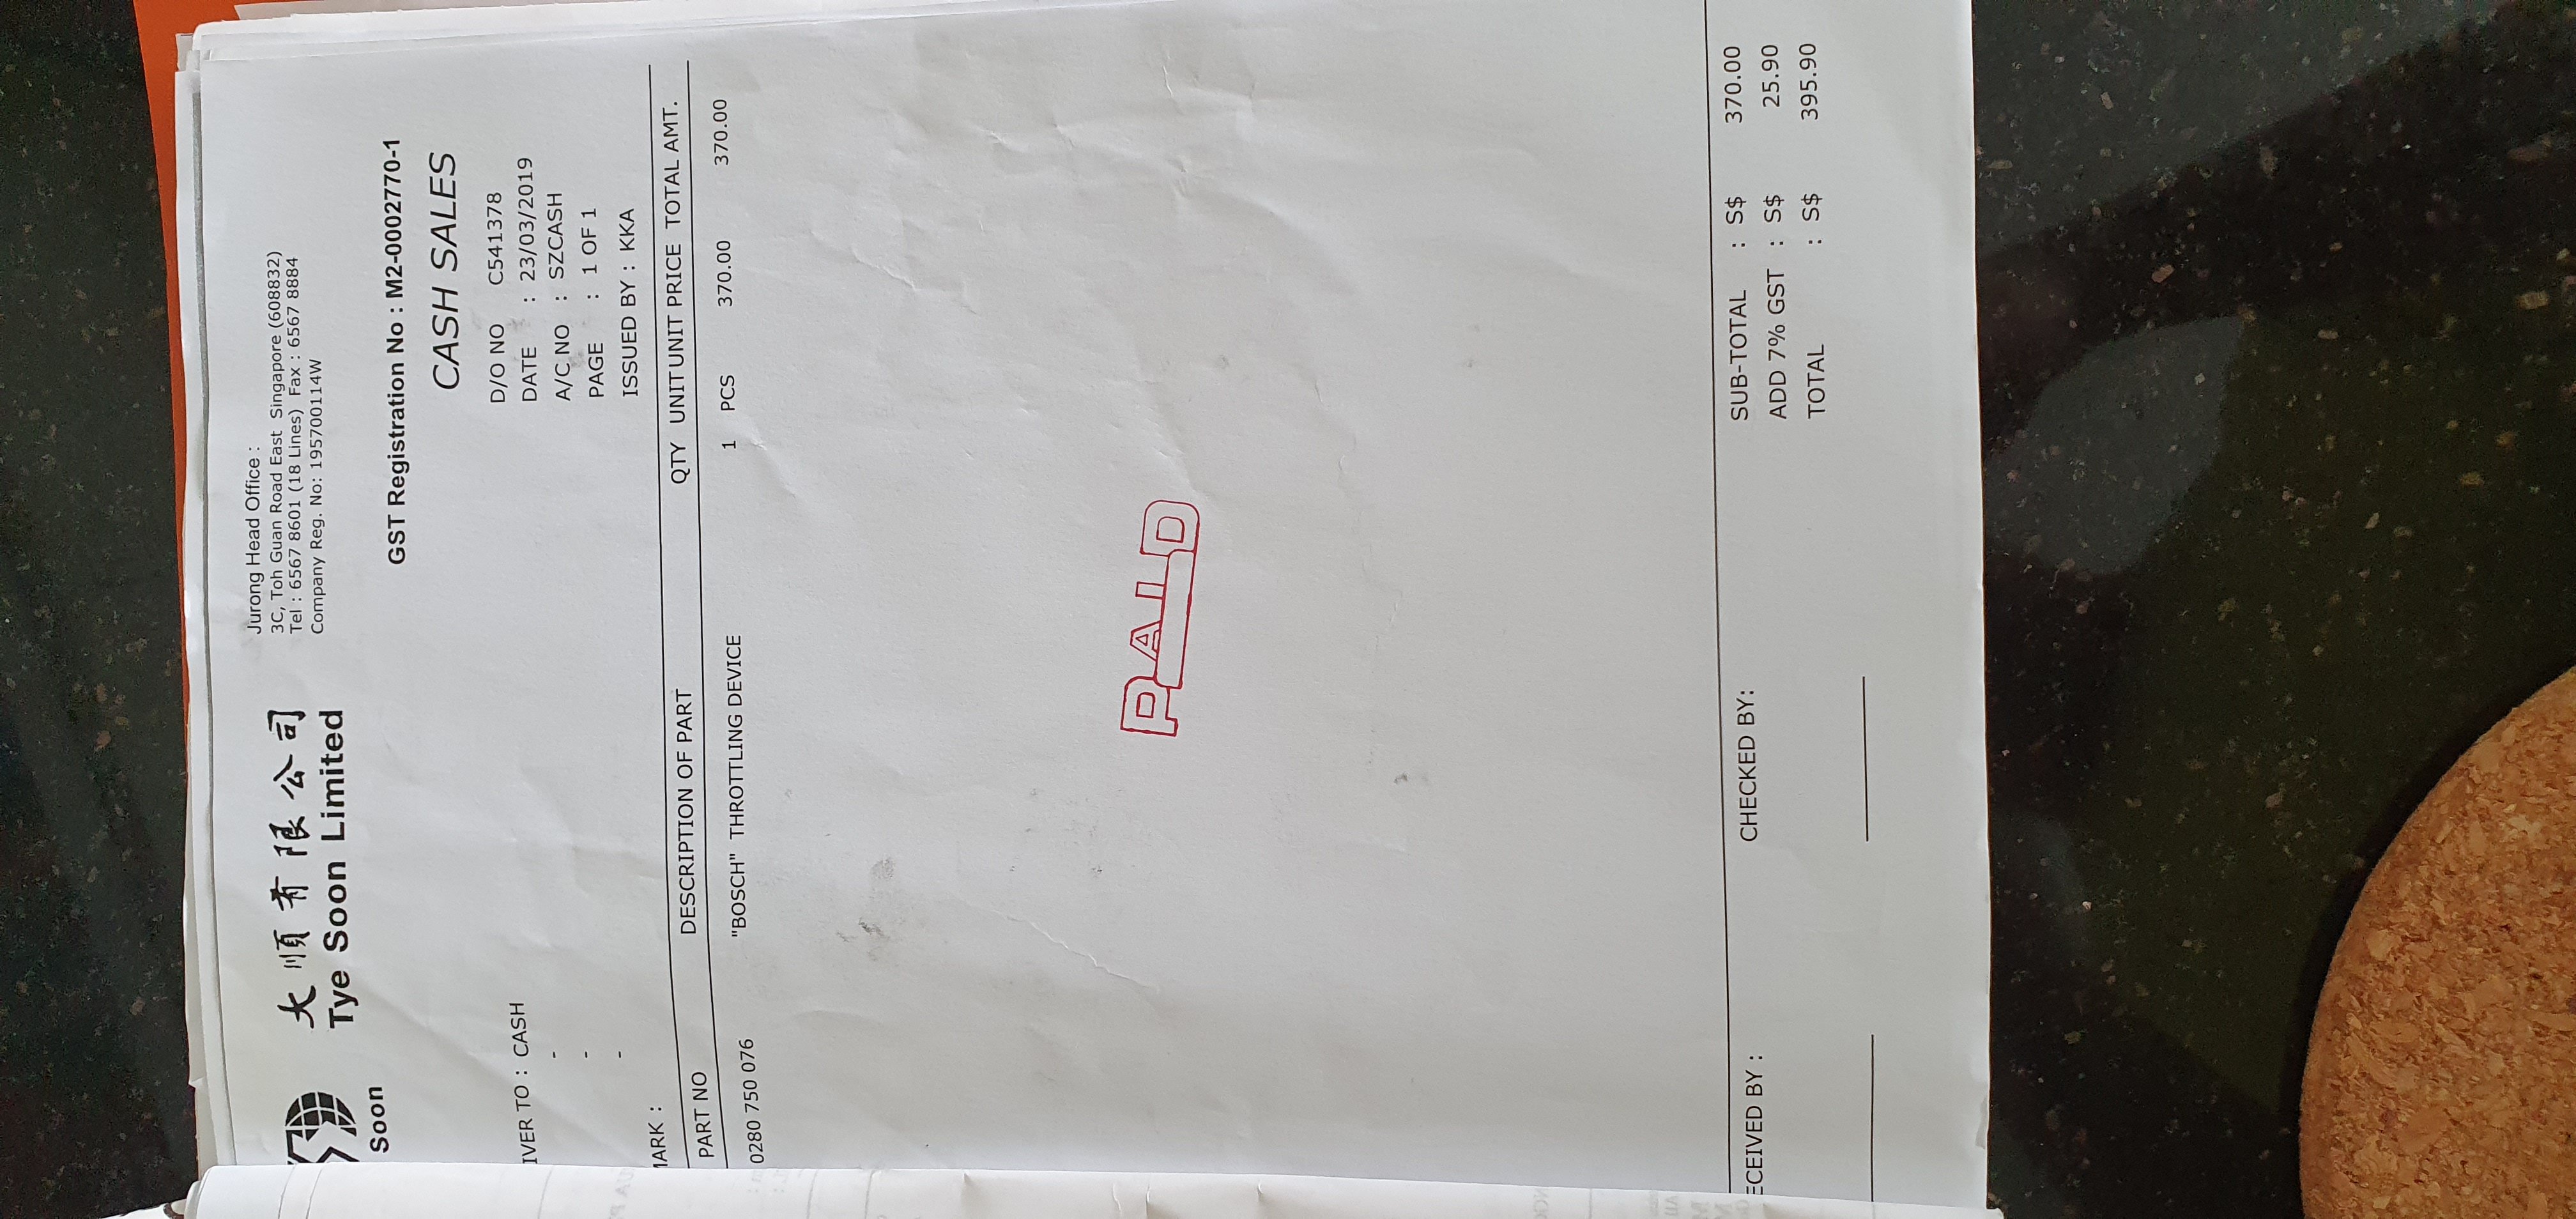 大順有限公司
Tye Soon Limited
Soon
Jurong Head Office :
3C, Toh Guan Road East Singapore (608832)
Tel : 6567 8601 (18 Lines) Fax : 6567 8884
Company Reg. No: 195700114W
GST Registration No : M2-0002770-1
CASH SALES
IVER TO : CASH
-
-
-
D/O NO C541378
DATE : 23/03/2019
A/C NO : SZCASH
PAGE : 1 OF 1
ISSUED BY : KKA
MARK :
PART NO DESCRIPTION OF PART QTY UNIT UNIT PRICE TOTAL AMT.
0280 750 076 "BOSCH" THROTTLING DEVICE 1 PCS 370.00 370.00
PAID
ECEIVED BY :
CHECKED BY:
SUB-TOTAL : S$ 370.00
ADD 7% GST : S$ 25.90
TOTAL : S$ 395.90